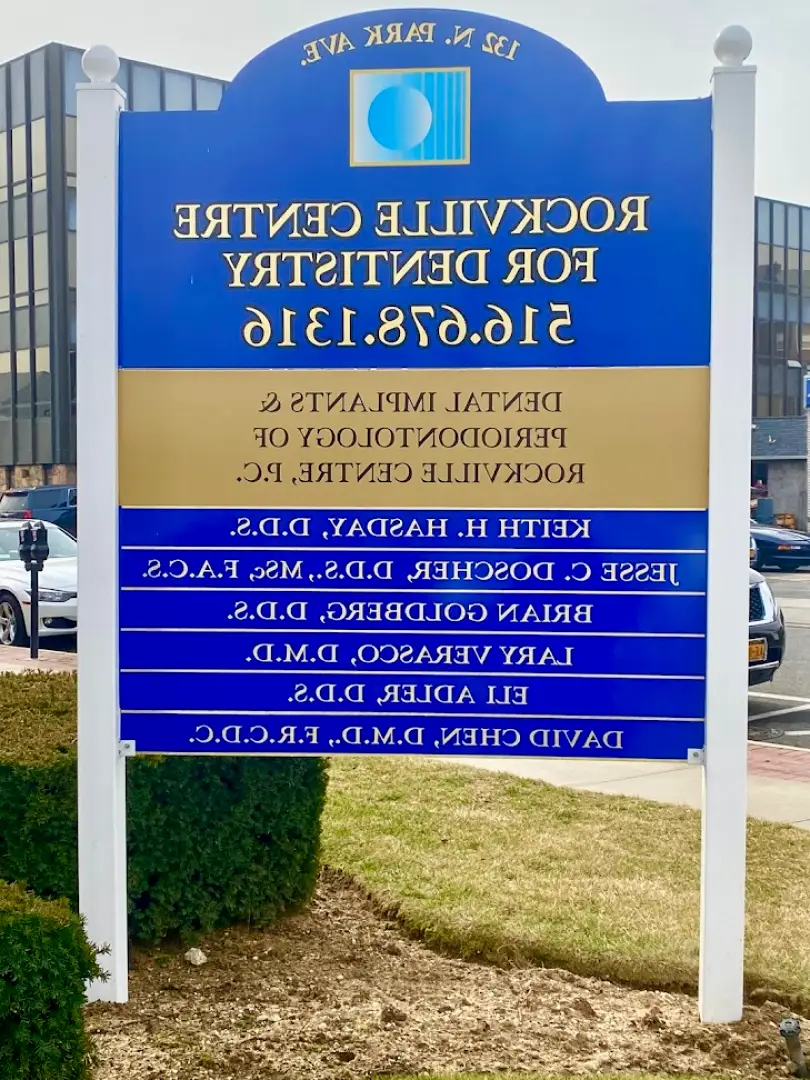 132 N. PARK AVE.
ROCKVILLE CENTRE
FOR DENTISTRY
516.678.1316
DENTAL IMPLANTS &
PERIODONTOLOGY OF
ROCKVILLE CENTRE, P.C.
KEITH H. HASDAY, D.D.S.
JESSE C. DOSCHER, D.D.S., MSc, F.A.C.S.
BRIAN GOLDBERG, D.D.S.
LARY VERASCO, D.M.D.
ELI ADLER, D.D.S.
DAVID CHEN, D.M.D., F.R.C.D.C.